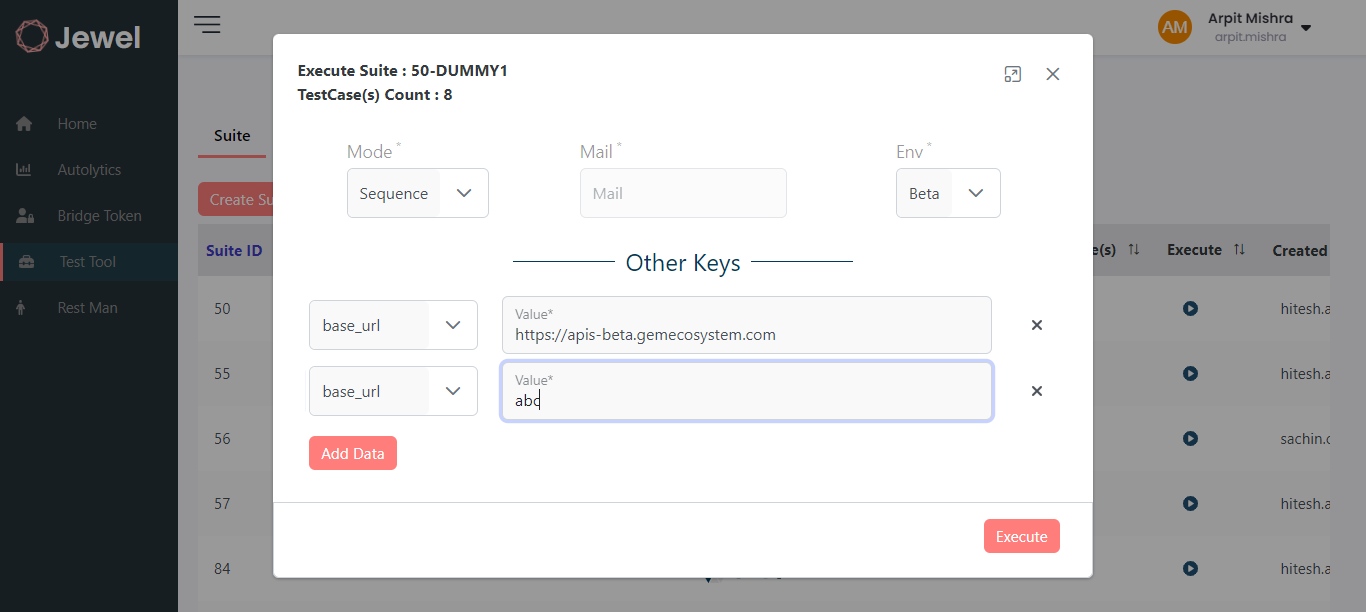 Jewel
Home
Autolytics
Bridge Token
Test Tool
Rest Man
AM
Arpit Mishra
arpit.mishra
Suite
Create Su
Suite ID
e(s)
Execute
Created
50
hitesh.a
55
hitesh.a
56
sachin.c
57
hitesh.a
84
hitesh.a
Execute Suite : 50-DUMMY1
TestCase(s) Count : 8
Mode *
Mail *
Env *
Sequence
Mail
Beta
Other Keys
base_url
Value*
https://apis-beta.gemecosystem.com
base_url
Value*
abc
Add Data
Execute